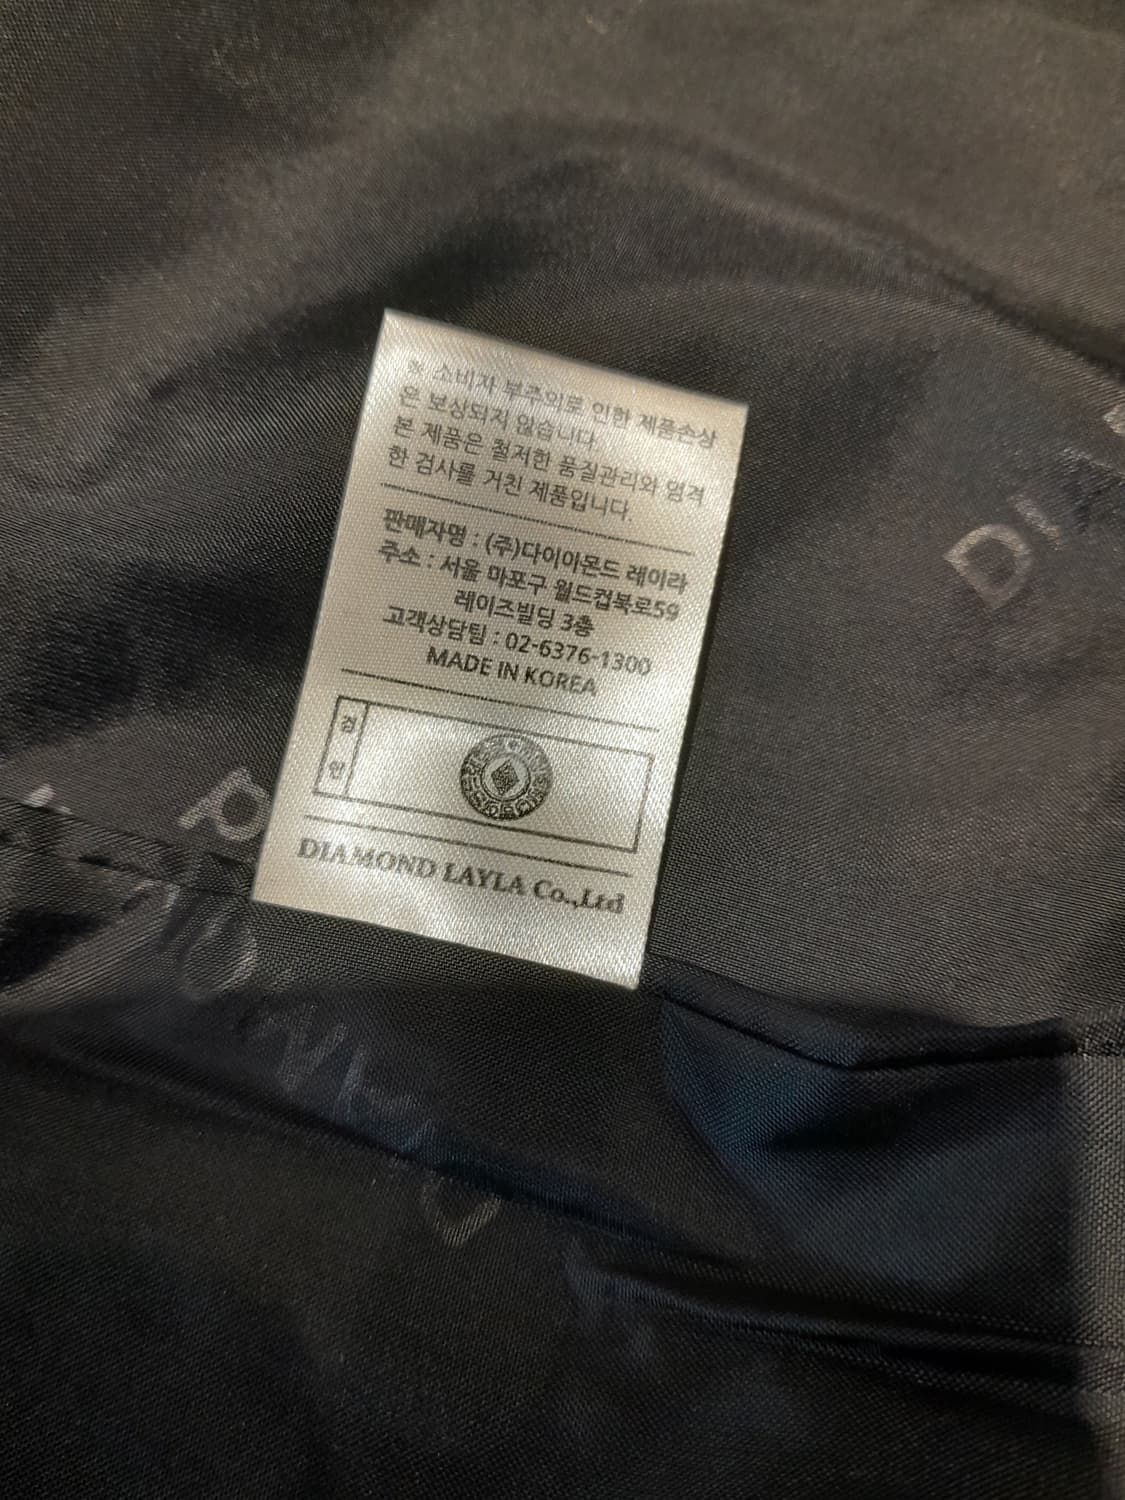 ※ 소비자 부주의로 인한 제품손상
은 보상되지 않습니다.
본 제품은 철저한 품질관리와 엄격
한 검사를 거친 제품입니다.
판매자명 : (주)다이아몬드 레이라
주소 : 서울 마포구 월드컵북로59
레이즈빌딩 3층
고객상담팀 : 02-6376-1300
MADE IN KOREA
검
인
DIAMOND LAYLA Co.,Ltd